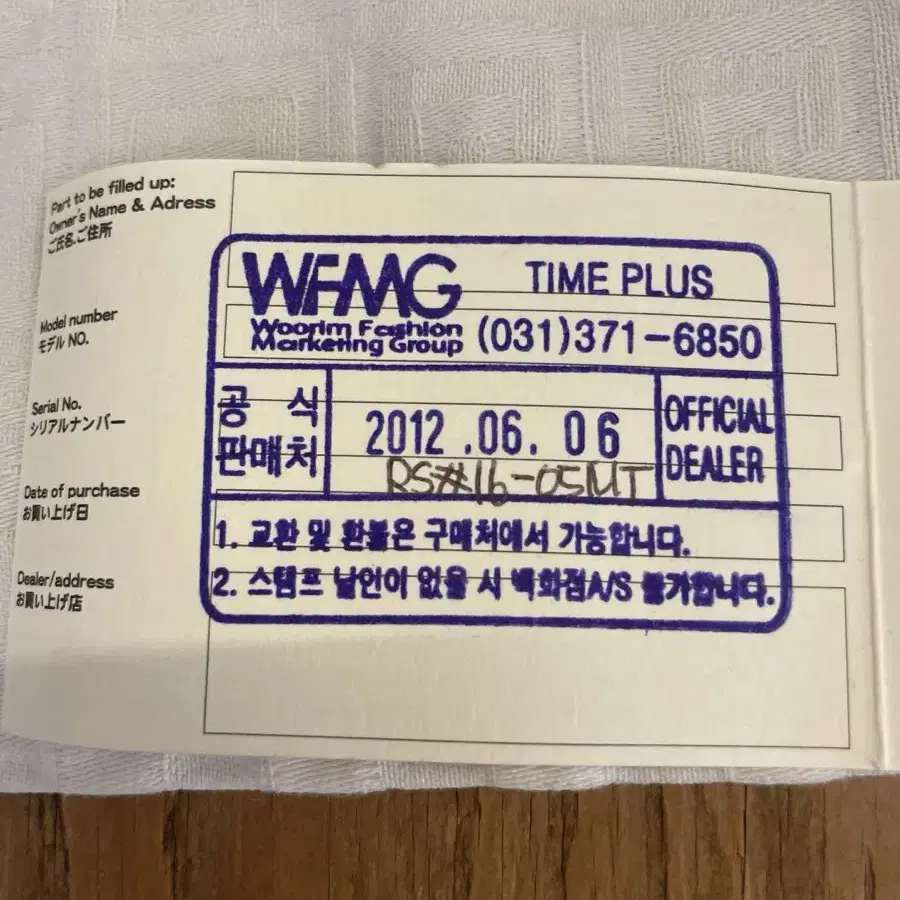 Part to be filled up:
Owner's Name & Adress
ご氏名、ご住所
WFMG TIME PLUS
Woorim Fashion
Marketing Group (031)371-6850
Model number
モデル NO.
Serial No.
シリアルナンバー
공식
판매처
2012.06.06
RS#16-05MT
OFFICIAL
DEALER
Date of purchase
お買い上げ日
1. 교환 및 환불은 구매처에서 가능합니다.
Dealer/address
お買い上げ店
2. 스탬프 날인이 없을 시 백화점A/S 불가합니다.